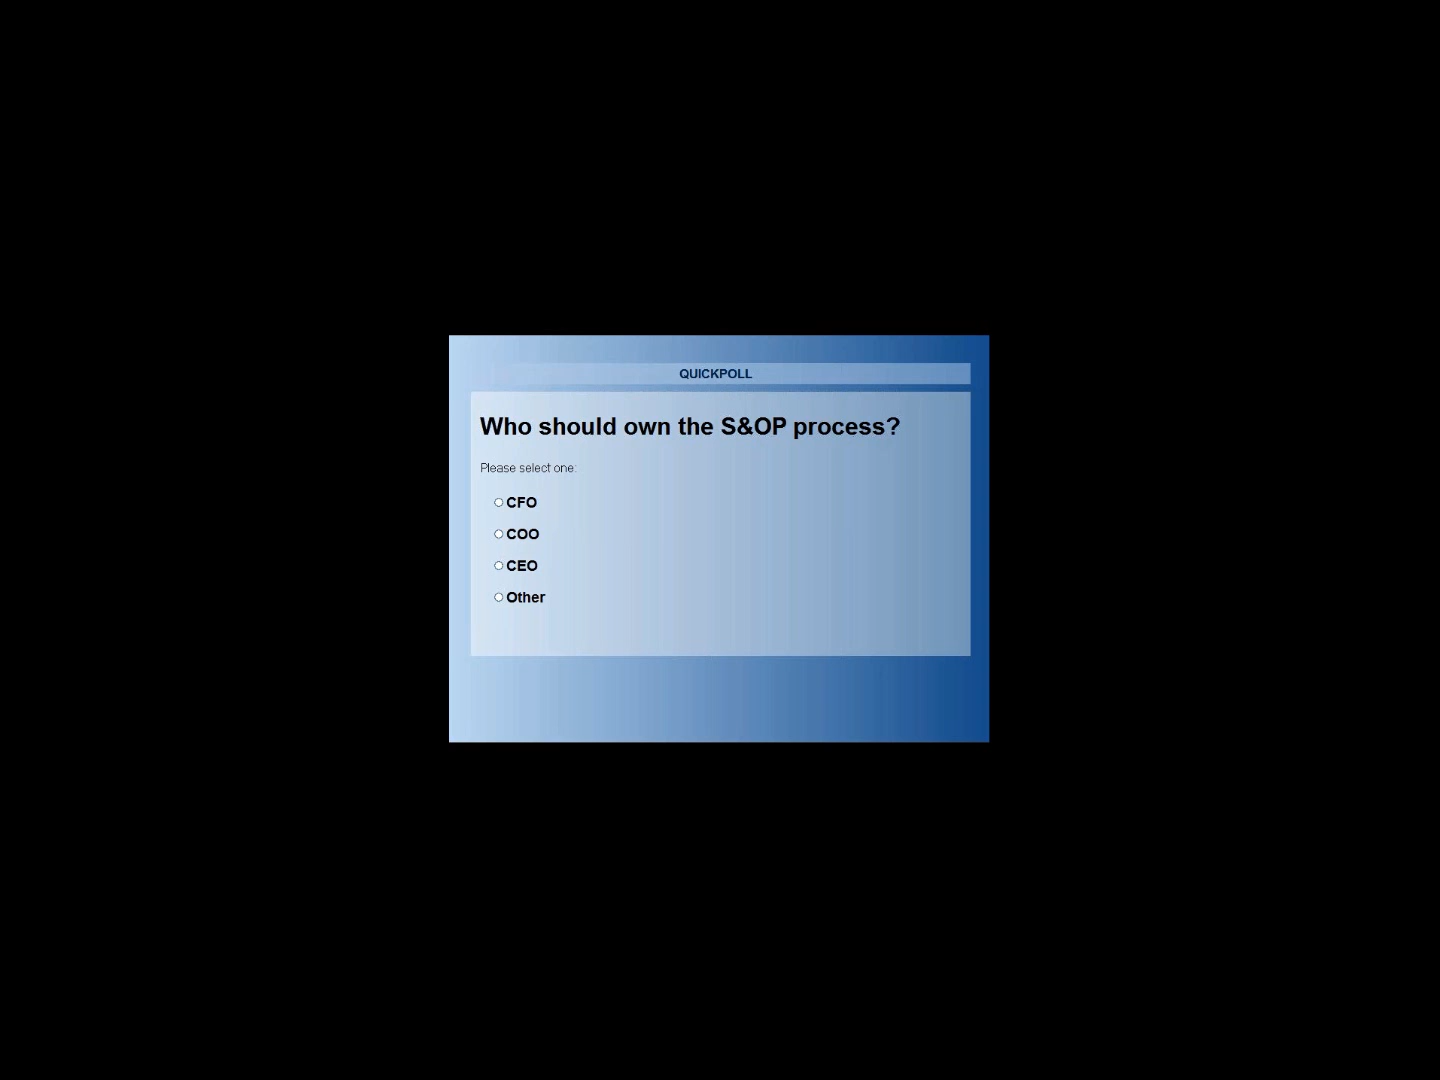 QUICKPOLL
Who should own the S&OP process?
Please select one:
CFO
COO
CEO
Other